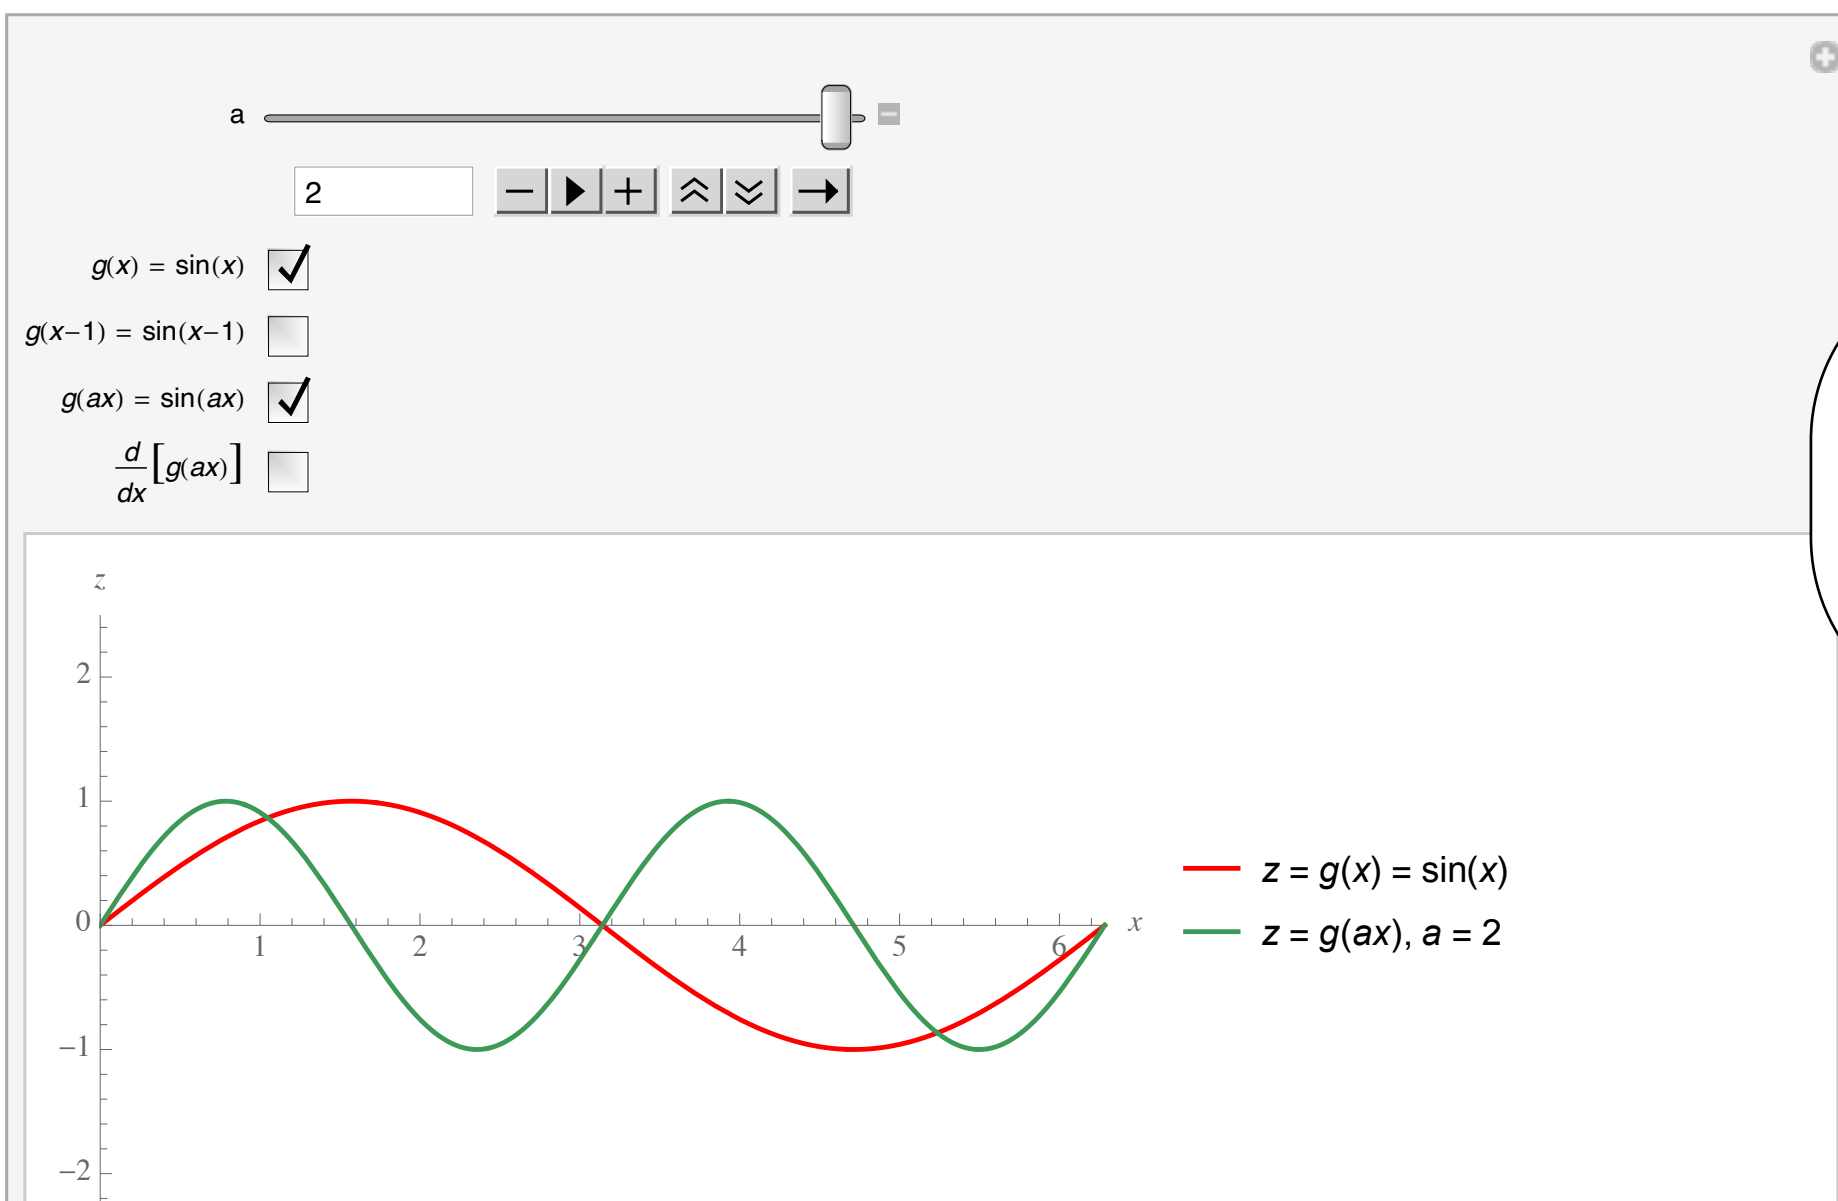 a
2
g(x) = sin(x)
g(x−1) = sin(x−1)
g(ax) = sin(ax)
d/dx [g(ax)]
z
2
1
0
−1
−2
1 2 3 4 5 6
x
z = g(x) = sin(x)
z = g(ax), a = 2